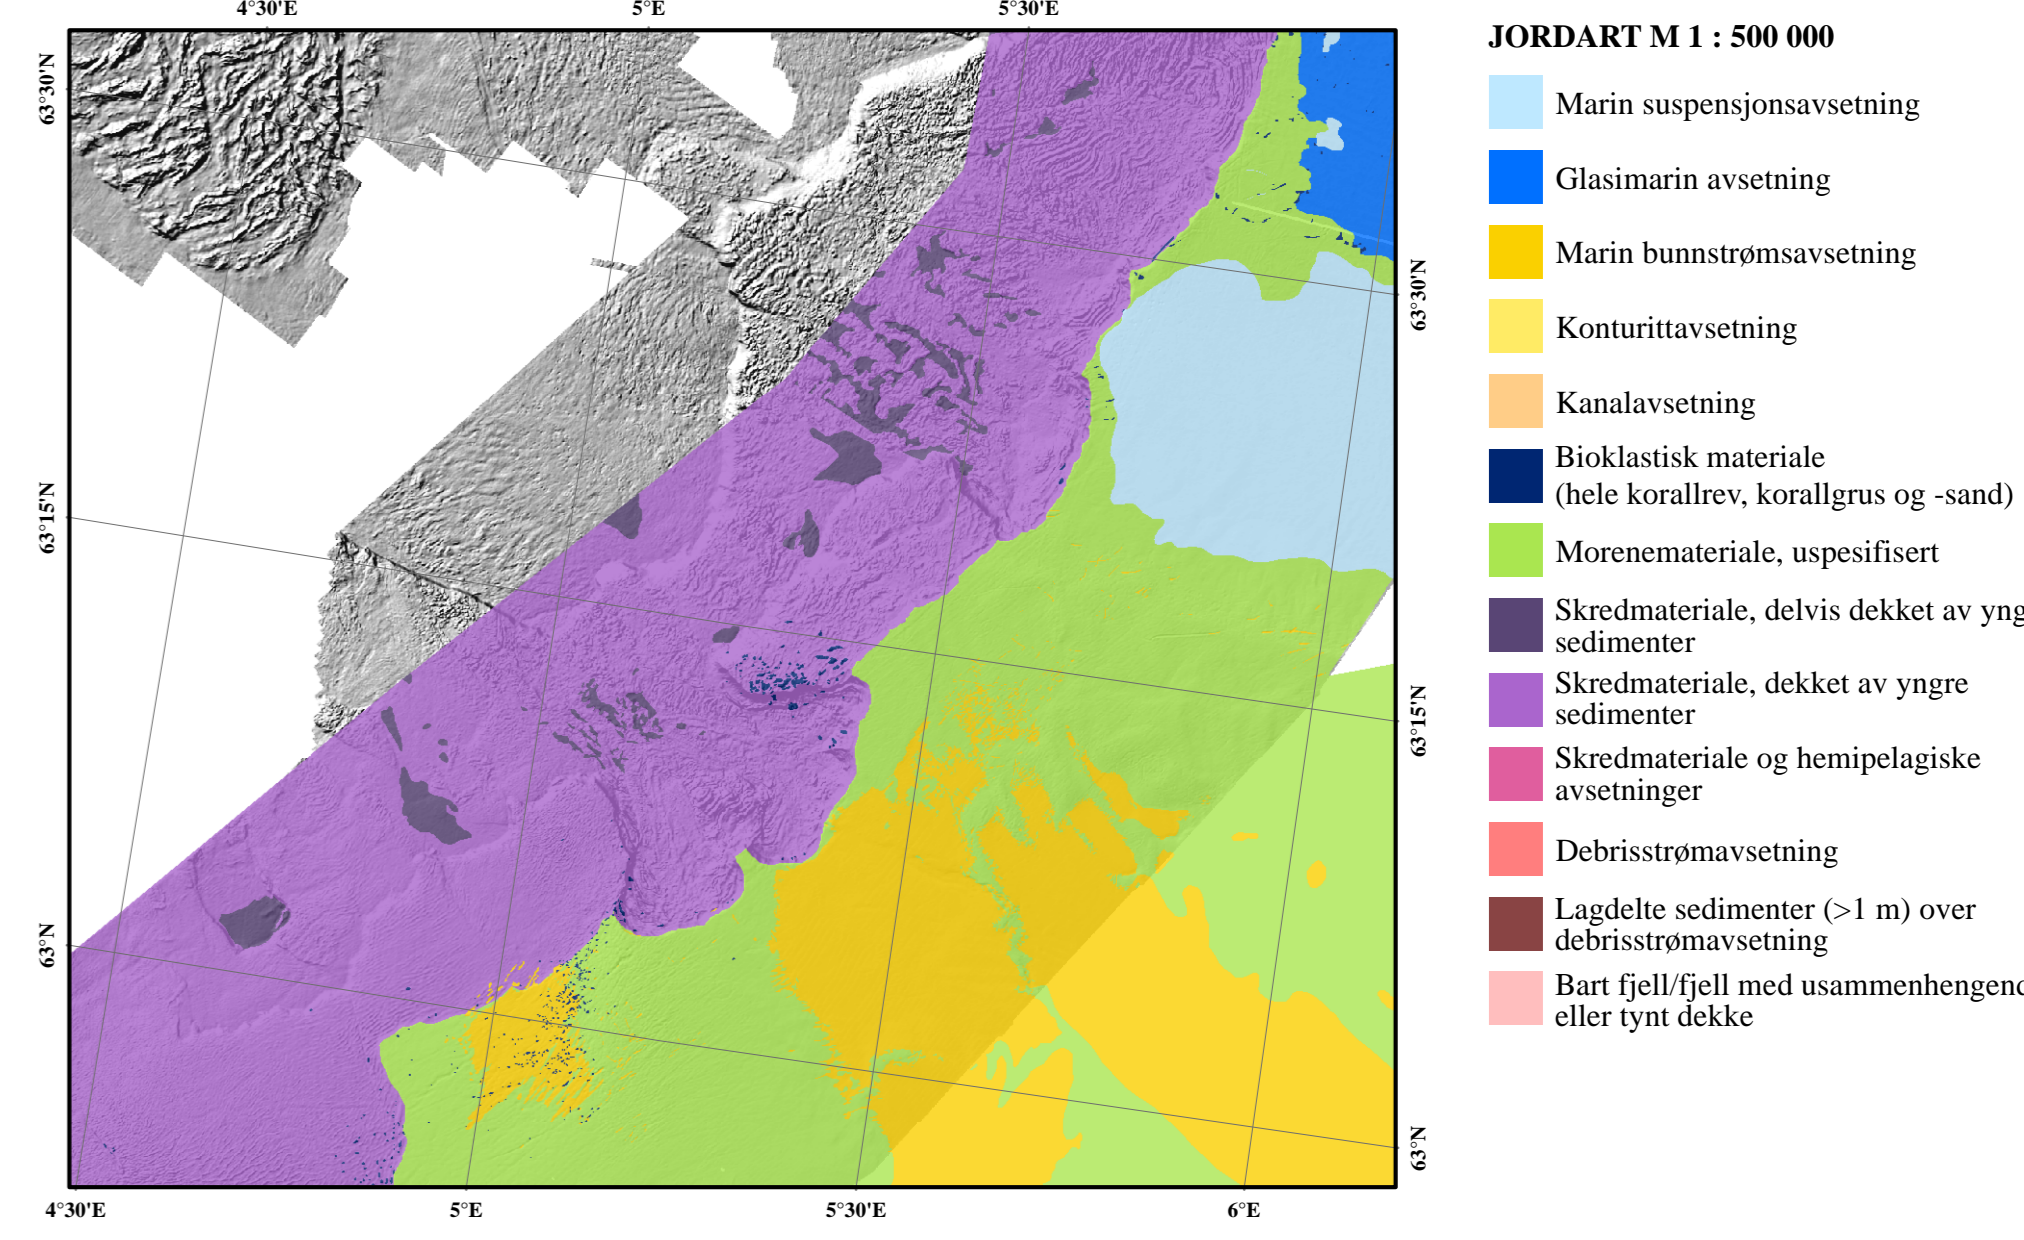 4°30'E 5°E 5°30'E
63°30'N
63°15'N
63°N
63°30'N
63°15'N
63°N
4°30'E 5°E 5°30'E 6°E
JORDART M 1 : 500 000
Marin suspensjonsavsetning
Glasimarin avsetning
Marin bunnstrømsavsetning
Konturittavsetning
Kanalavsetning
Bioklastisk materiale
(hele korallrev, korallgrus og -sand)
Morenemateriale, uspesifisert
Skredmateriale, delvis dekket av yng
sedimenter
Skredmateriale, dekket av yngre
sedimenter
Skredmateriale og hemipelagiske
avsetninger
Debrisstrømavsetning
Lagdelte sedimenter (>1 m) over
debrisstrømavsetning
Bart fjell/fjell med usammenhengend
eller tynt dekke